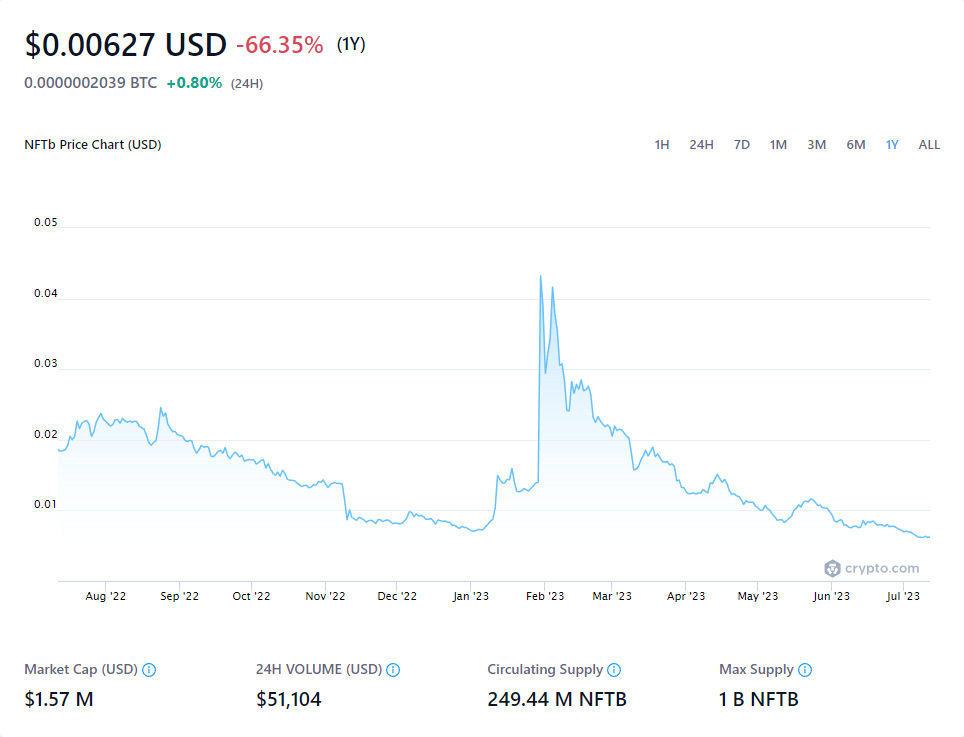 $0.00627 USD -66.35% (1Y)
0.0000002039 BTC +0.80% (24H)
NFTb Price Chart (USD) 1H 24H 7D 1M 3M 6M 1Y ALL
0.05
0.04
0.03
0.02
0.01
crypto.com
Aug '22 Sep '22 Oct '22 Nov '22 Dec '22 Jan '23 Feb '23 Mar '23 Apr '23 May '23 Jun '23 Jul '23
Market Cap (USD) 24H VOLUME (USD) Circulating Supply Max Supply
$1.57 M $51,104 249.44 M NFTB 1 B NFTB